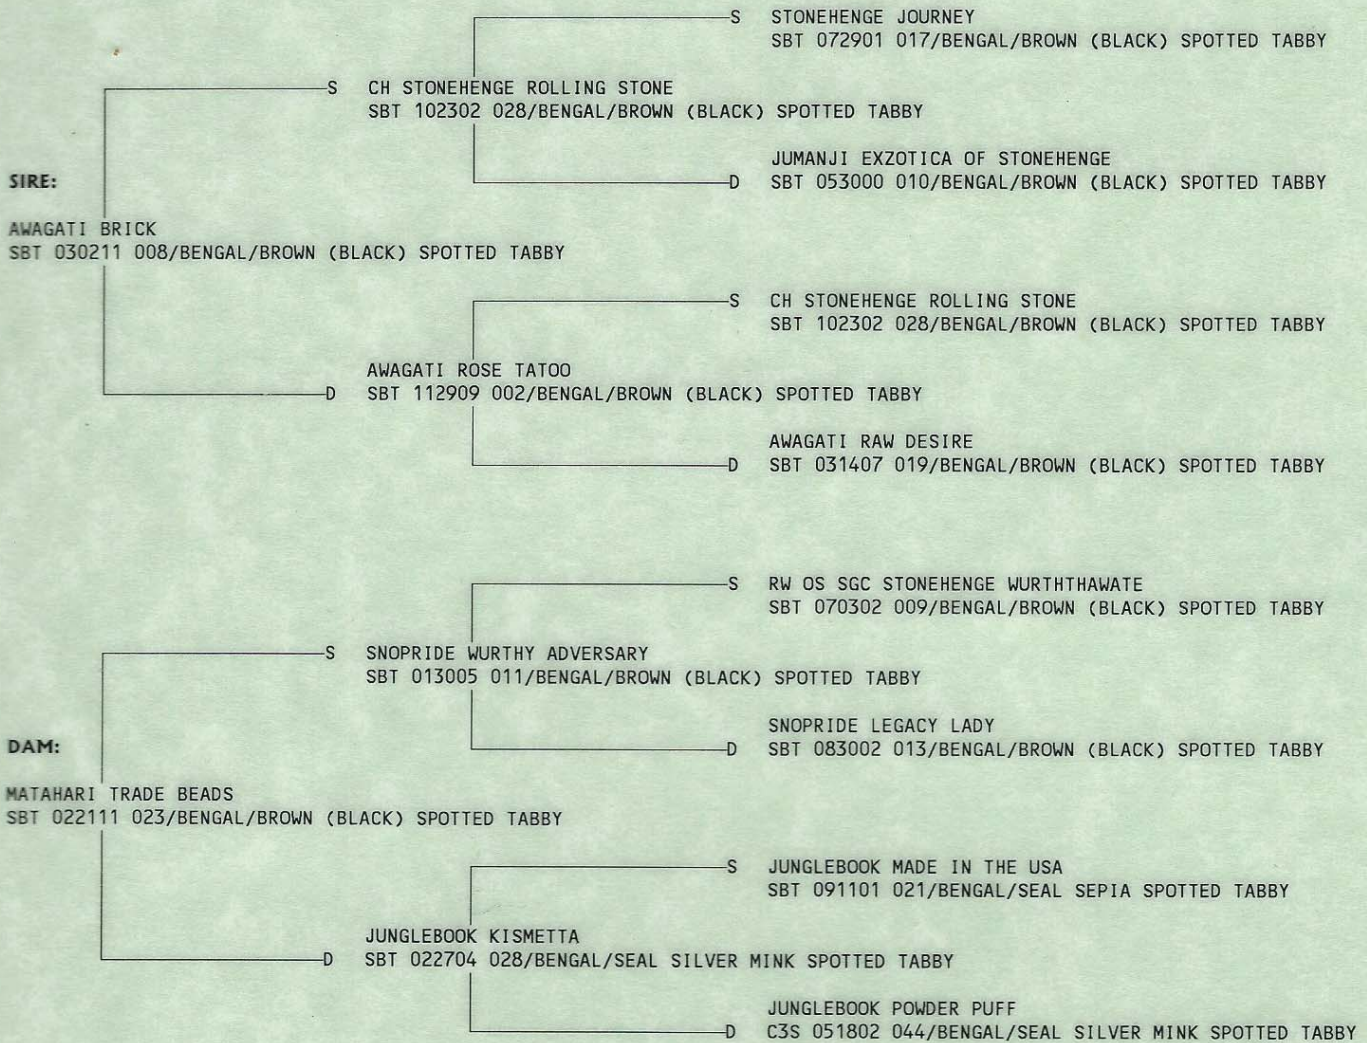 S STONEHENGE JOURNEY
SBT 072901 017/BENGAL/BROWN (BLACK) SPOTTED TABBY
S CH STONEHENGE ROLLING STONE
SBT 102302 028/BENGAL/BROWN (BLACK) SPOTTED TABBY
JUMANJI EXZOTICA OF STONEHENGE
D SBT 053000 010/BENGAL/BROWN (BLACK) SPOTTED TABBY
SIRE:
AWAGATI BRICK
SBT 030211 008/BENGAL/BROWN (BLACK) SPOTTED TABBY
S CH STONEHENGE ROLLING STONE
SBT 102302 028/BENGAL/BROWN (BLACK) SPOTTED TABBY
AWAGATI ROSE TATOO
D SBT 112909 002/BENGAL/BROWN (BLACK) SPOTTED TABBY
AWAGATI RAW DESIRE
D SBT 031407 019/BENGAL/BROWN (BLACK) SPOTTED TABBY
S RW OS SGC STONEHENGE WURTHTHAWATE
SBT 070302 009/BENGAL/BROWN (BLACK) SPOTTED TABBY
S SNOPRIDE WURTHY ADVERSARY
SBT 013005 011/BENGAL/BROWN (BLACK) SPOTTED TABBY
SNOPRIDE LEGACY LADY
D SBT 083002 013/BENGAL/BROWN (BLACK) SPOTTED TABBY
DAM:
MATAHARI TRADE BEADS
SBT 022111 023/BENGAL/BROWN (BLACK) SPOTTED TABBY
S JUNGLEBOOK MADE IN THE USA
SBT 091101 021/BENGAL/SEAL SEPIA SPOTTED TABBY
JUNGLEBOOK KISMETTA
D SBT 022704 028/BENGAL/SEAL SILVER MINK SPOTTED TABBY
JUNGLEBOOK POWDER PUFF
D C3S 051802 044/BENGAL/SEAL SILVER MINK SPOTTED TABBY